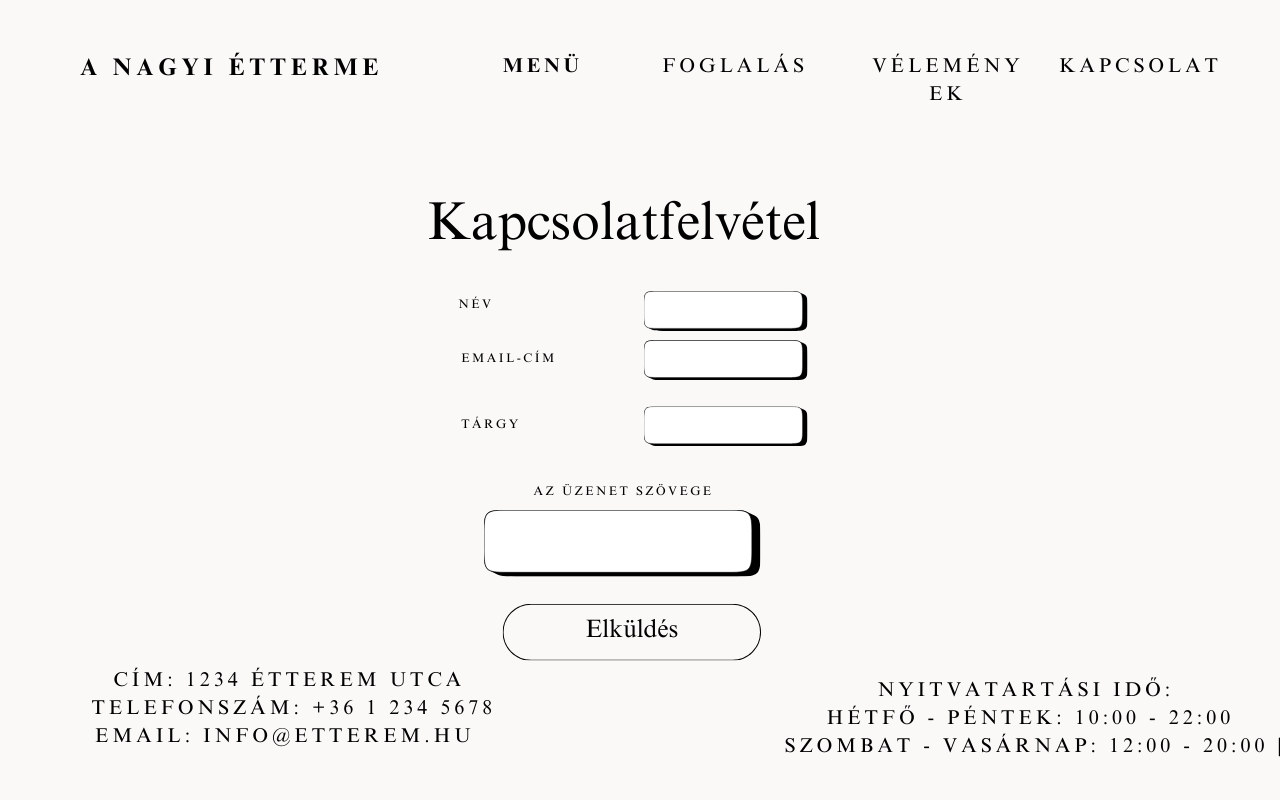 A NAGYI ÉTTERME
MENÜ
FOGLALÁS
VÉLEMÉNY
EK
KAPCSOLAT
Kapcsolatfelvétel
NÉV
EMAIL-CÍM
TÁRGY
AZ ÜZENET SZÖVEGE
Elküldés
CÍM: 1234 ÉTTEREM UTCA
TELEFONSZÁM: +36 1 234 5678
EMAIL: INFO@ETTEREM.HU
NYITVATARTÁSI IDŐ:
HÉTFŐ - PÉNTEK: 10:00 - 22:00
SZOMBAT - VASÁRNAP: 12:00 - 20:00